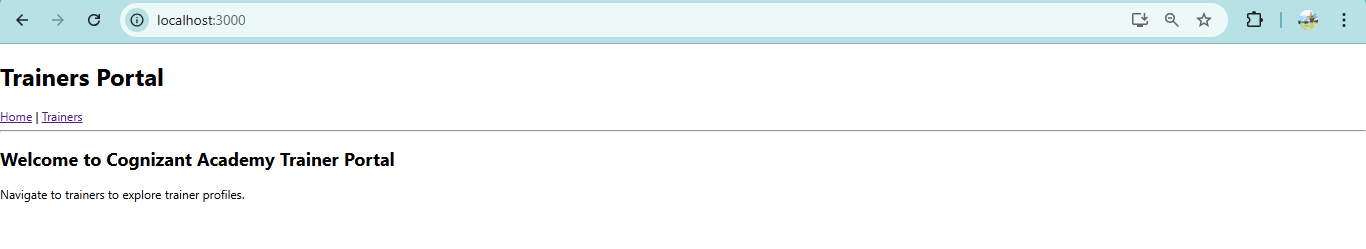 localhost:3000
Trainers Portal
Home | Trainers
Welcome to Cognizant Academy Trainer Portal
Navigate to trainers to explore trainer profiles.